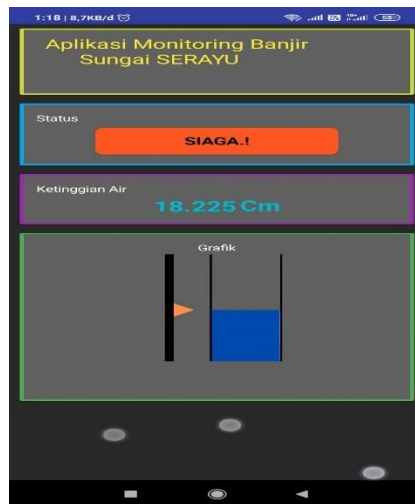 1:18 | 8,7KB/d
Aplikasi Monitoring Banjir
Sungai SERAYU
Status
SIAGA.!
Ketinggian Air
18.225 Cm
Grafik